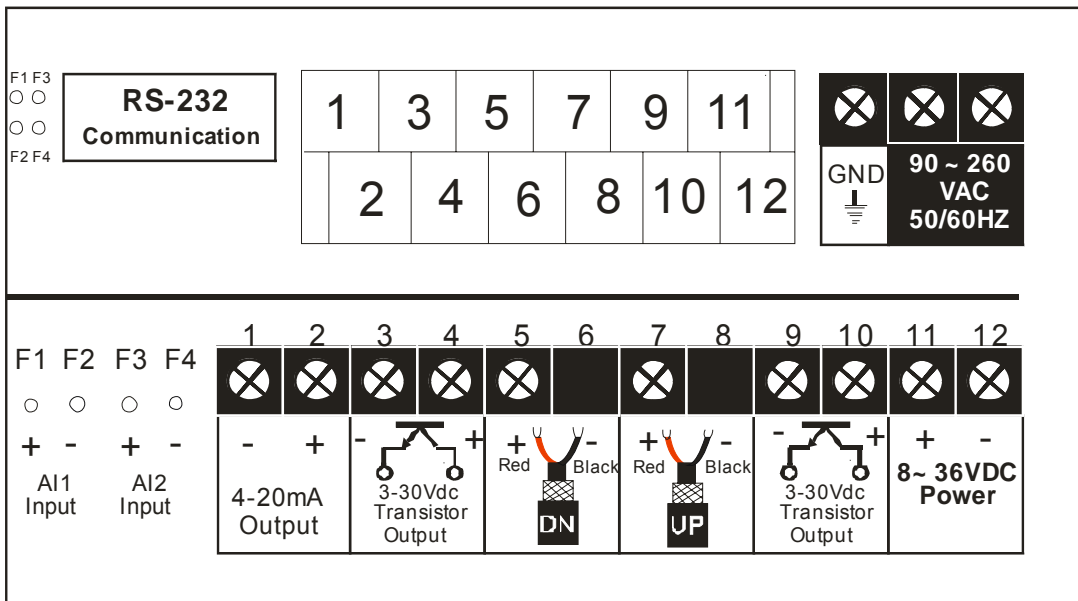 F1 F3
F2 F4
RS-232
Communication
1 3 5 7 9 11
2 4 6 8 10 12
GND
90 ~ 260
VAC
50/60HZ
F1 F2 F3 F4
+ - + -
AI1
Input
AI2
Input
1 2 3 4 5 6 7 8 9 10 11 12
- +
4-20mA
Output
- +
3-30Vdc
Transistor
Output
+ -
Red Black
DN
+ -
Red Black
UP
- +
3-30Vdc
Transistor
Output
+ -
8~ 36VDC
Power